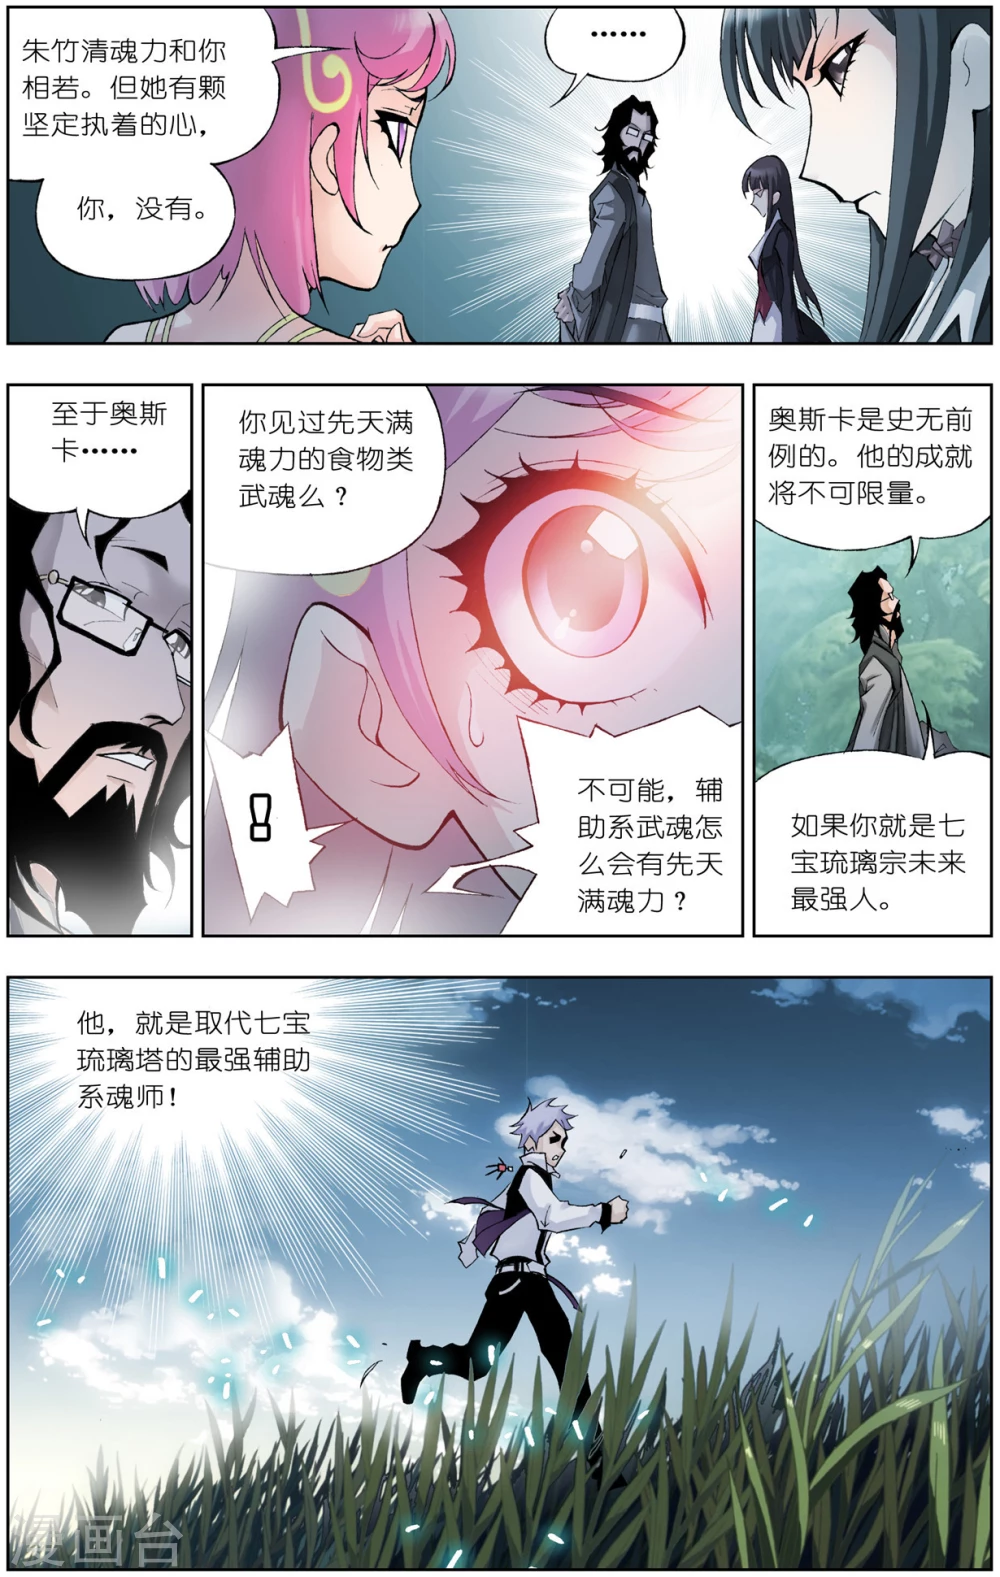 朱竹清魂力和你
相若。但她有颗
坚定执着的心，
你，没有。
……
至于奥斯
卡……
你见过先天满
魂力的食物类
武魂么？
！
不可能，辅
助系武魂怎
么会有先天
满魂力？
奥斯卡是史无前
例的。他的成就
将不可限量。
如果你就是七
宝琉璃宗未来
最强人。
他，就是取代七宝
琉璃塔的最强辅助
系魂师！
漫画台